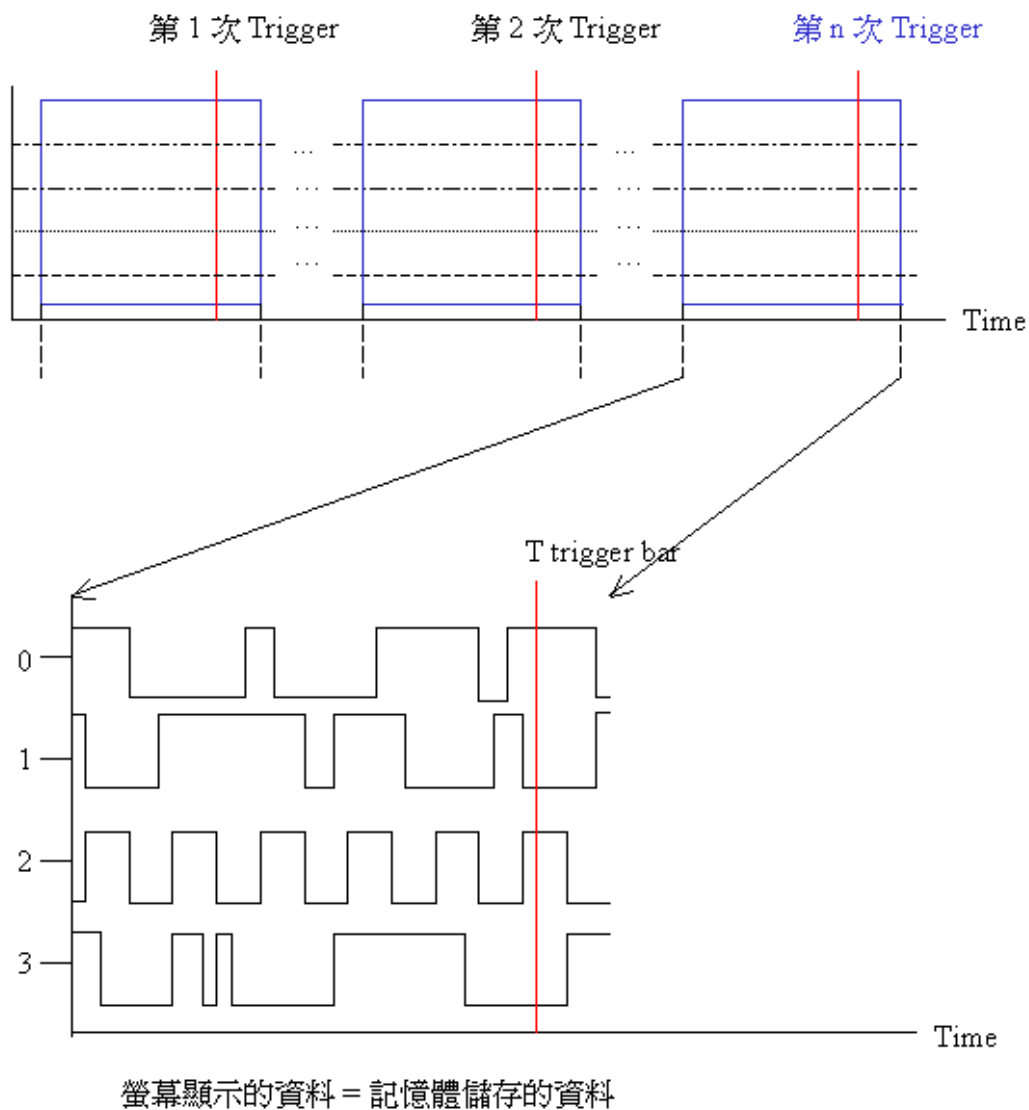 第 1 次 Trigger
第 2 次 Trigger
第 n 次 Trigger
... ...
... ...
... ...
... ...
Time
T trigger bar
0
1
2
3
Time
螢幕顯示的資料 = 記憶體儲存的資料